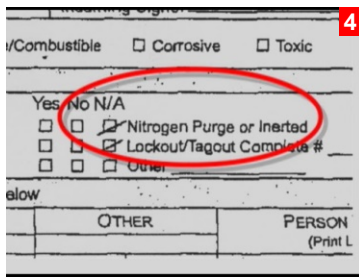 4
/Combustible ☐ Corrosive ☐ Toxic
Yes No N/A
☐ ☐ ☑ Nitrogen Purge or Inerted
☐ ☐ ☑ Lockout/Tagout Complete #
☐ ☐ ☐ Other
elow
OTHER PERSON
(Print L